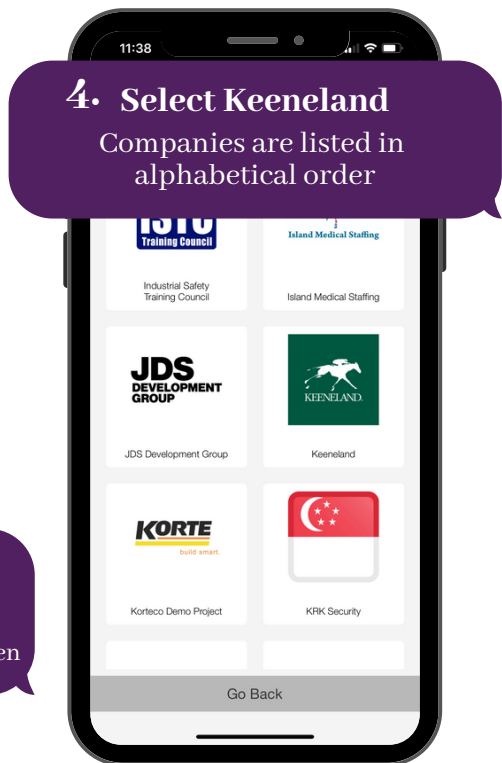 11:38
4. Select Keeneland
Companies are listed in
alphabetical order
ISTC
Training Council
Island Medical Staffing
Industrial Safety
Training Council
Island Medical Staffing
JDS
DEVELOPMENT
GROUP
KEENELAND.
JDS Development Group
Keeneland
KORTE
build smart.
Korteco Demo Project
KRK Security
en
Go Back